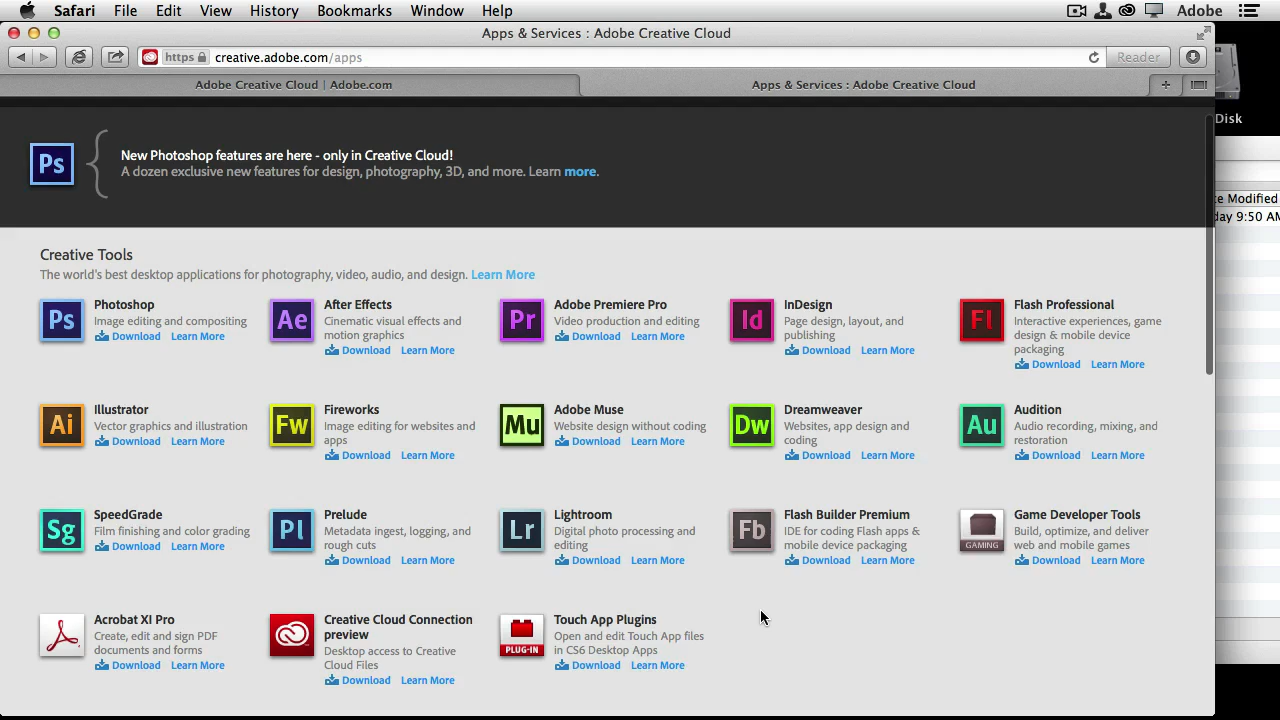 Safari File Edit View History Bookmarks Window Help Adobe
Apps & Services : Adobe Creative Cloud
https creative.adobe.com/apps Reader
Adobe Creative Cloud | Adobe.com Apps & Services : Adobe Creative Cloud
Disk
Ps New Photoshop features are here - only in Creative Cloud!
A dozen exclusive new features for design, photography, 3D, and more. Learn more.
te Modified
day 9:50 AM
Creative Tools
The world's best desktop applications for photography, video, audio, and design. Learn More
Ps
Photoshop
Image editing and compositing
Download Learn More
Ae
After Effects
Cinematic visual effects and
motion graphics
Download Learn More
Pr
Adobe Premiere Pro
Video production and editing
Download Learn More
Id
InDesign
Page design, layout, and
publishing
Download Learn More
Fl
Flash Professional
Interactive experiences, game
design & mobile device
packaging
Download Learn More
Ai
Illustrator
Vector graphics and illustration
Download Learn More
Fw
Fireworks
Image editing for websites and
apps
Download Learn More
Mu
Adobe Muse
Website design without coding
Download Learn More
Dw
Dreamweaver
Websites, app design and
coding
Download Learn More
Au
Audition
Audio recording, mixing, and
restoration
Download Learn More
Sg
SpeedGrade
Film finishing and color grading
Download Learn More
Pl
Prelude
Metadata ingest, logging, and
rough cuts
Download Learn More
Lr
Lightroom
Digital photo processing and
editing
Download Learn More
Fb
Flash Builder Premium
IDE for coding Flash apps &
mobile device packaging
Download Learn More
GAMING
Game Developer Tools
Build, optimize, and deliver
web and mobile games
Download Learn More
Acrobat XI Pro
Create, edit and sign PDF
documents and forms
Download Learn More
Creative Cloud Connection
preview
Desktop access to Creative
Cloud Files
Download Learn More
PLUG-IN
Touch App Plugins
Open and edit Touch App files
in CS6 Desktop Apps
Download Learn More